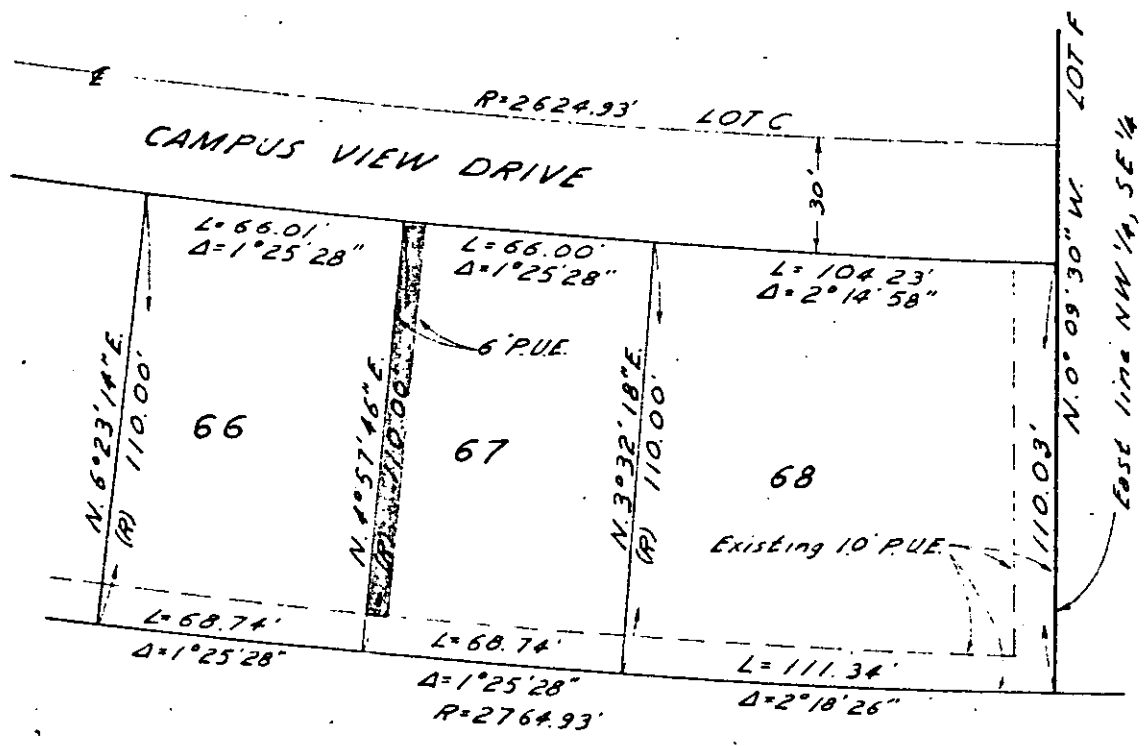 ℄
R=2624.93'
LOT C
LOT F
CAMPUS VIEW DRIVE
30'
L=66.01'
Δ=1°25'28"
L=66.00'
Δ=1°25'28"
L=104.23'
Δ=2°14'58"
6' P.U.E.
N.6°23'14"E.
(R) 110.00'
66
N.4°57'46"E.
(R) 110.00'
67
N.3°32'18"E.
(R) 110.00'
68
Existing 10' P.U.E.
110.03'
N.0°09'30"W.
East line NW 1/4, SE 1/4
L=68.74'
Δ=1°25'28"
L=68.74'
Δ=1°25'28"
R=2764.93'
L=111.34'
Δ=2°18'26"